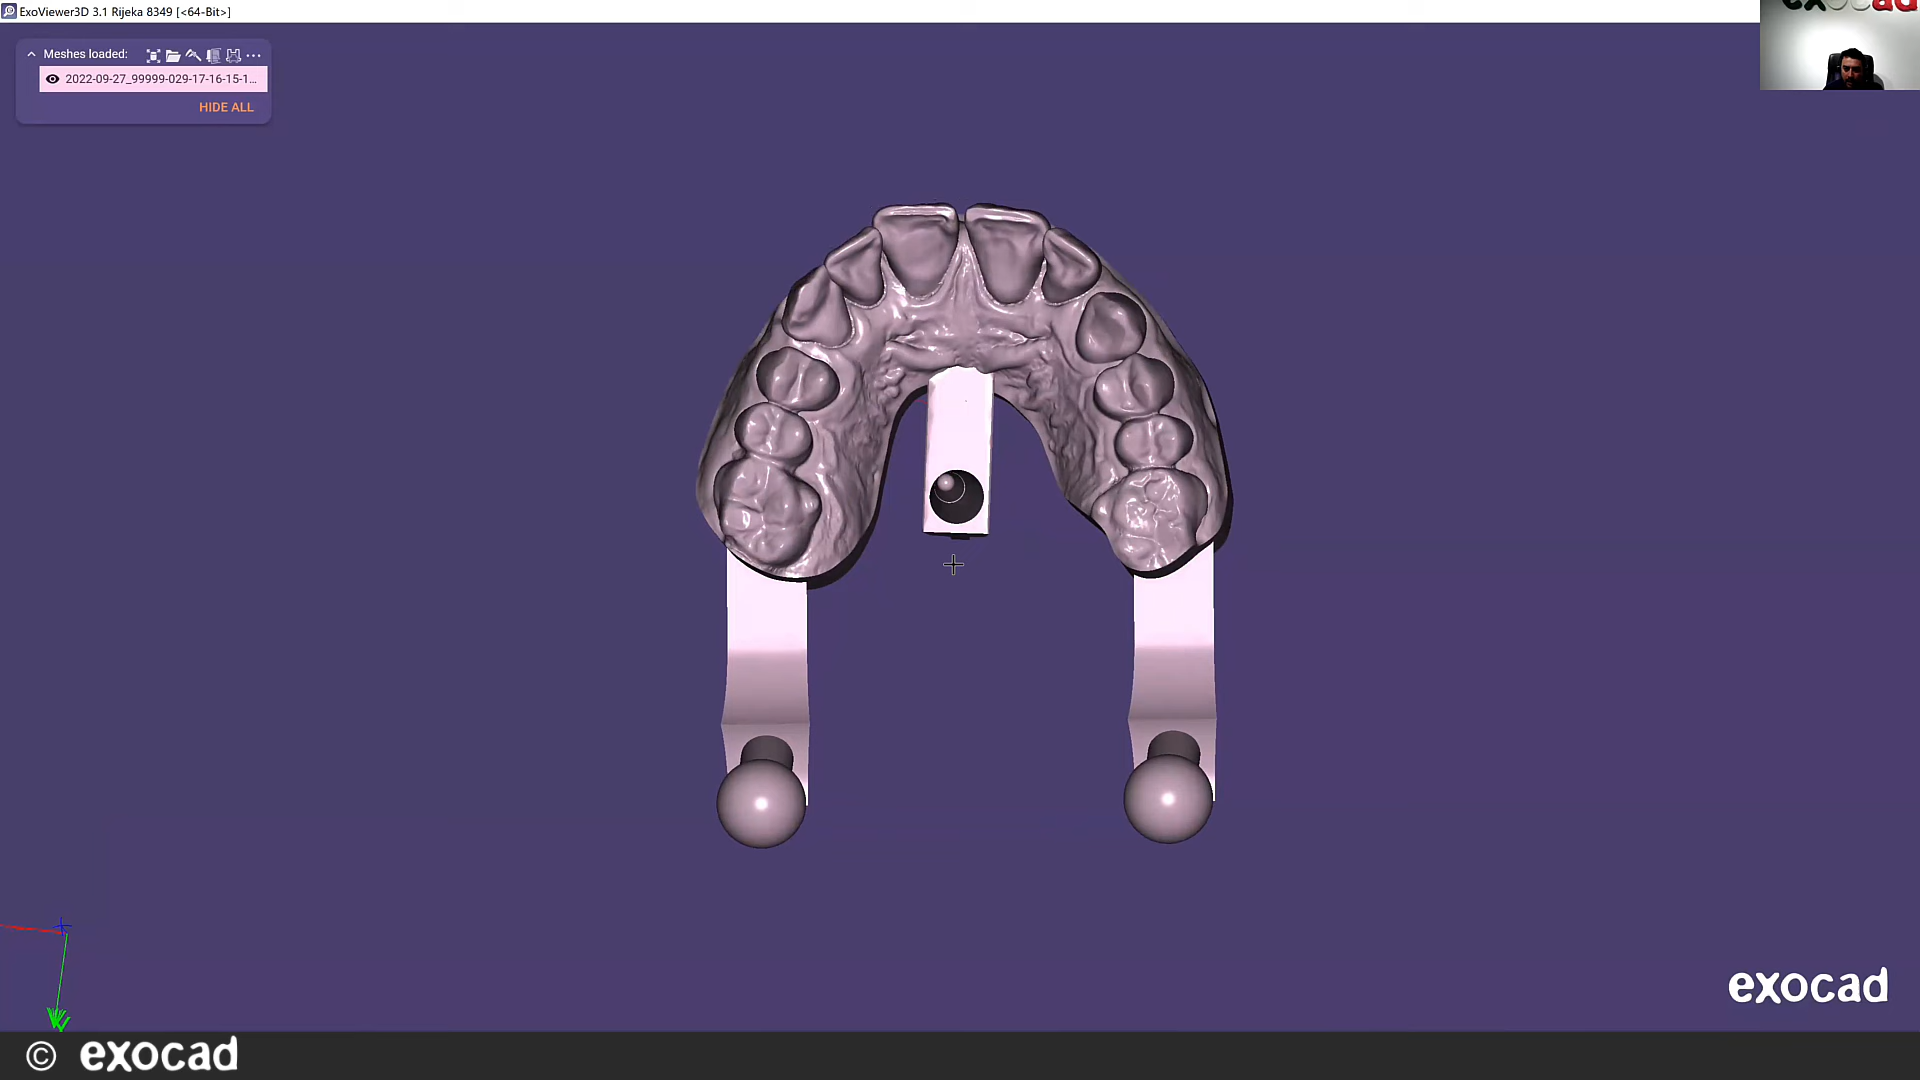 ExoViewer3D 3.1 Rijeka 8349 [<64-Bit>]
exocad
Meshes loaded:
2022-09-27_99999-029-17-16-15-1...
HIDE ALL
exocad
© exocad